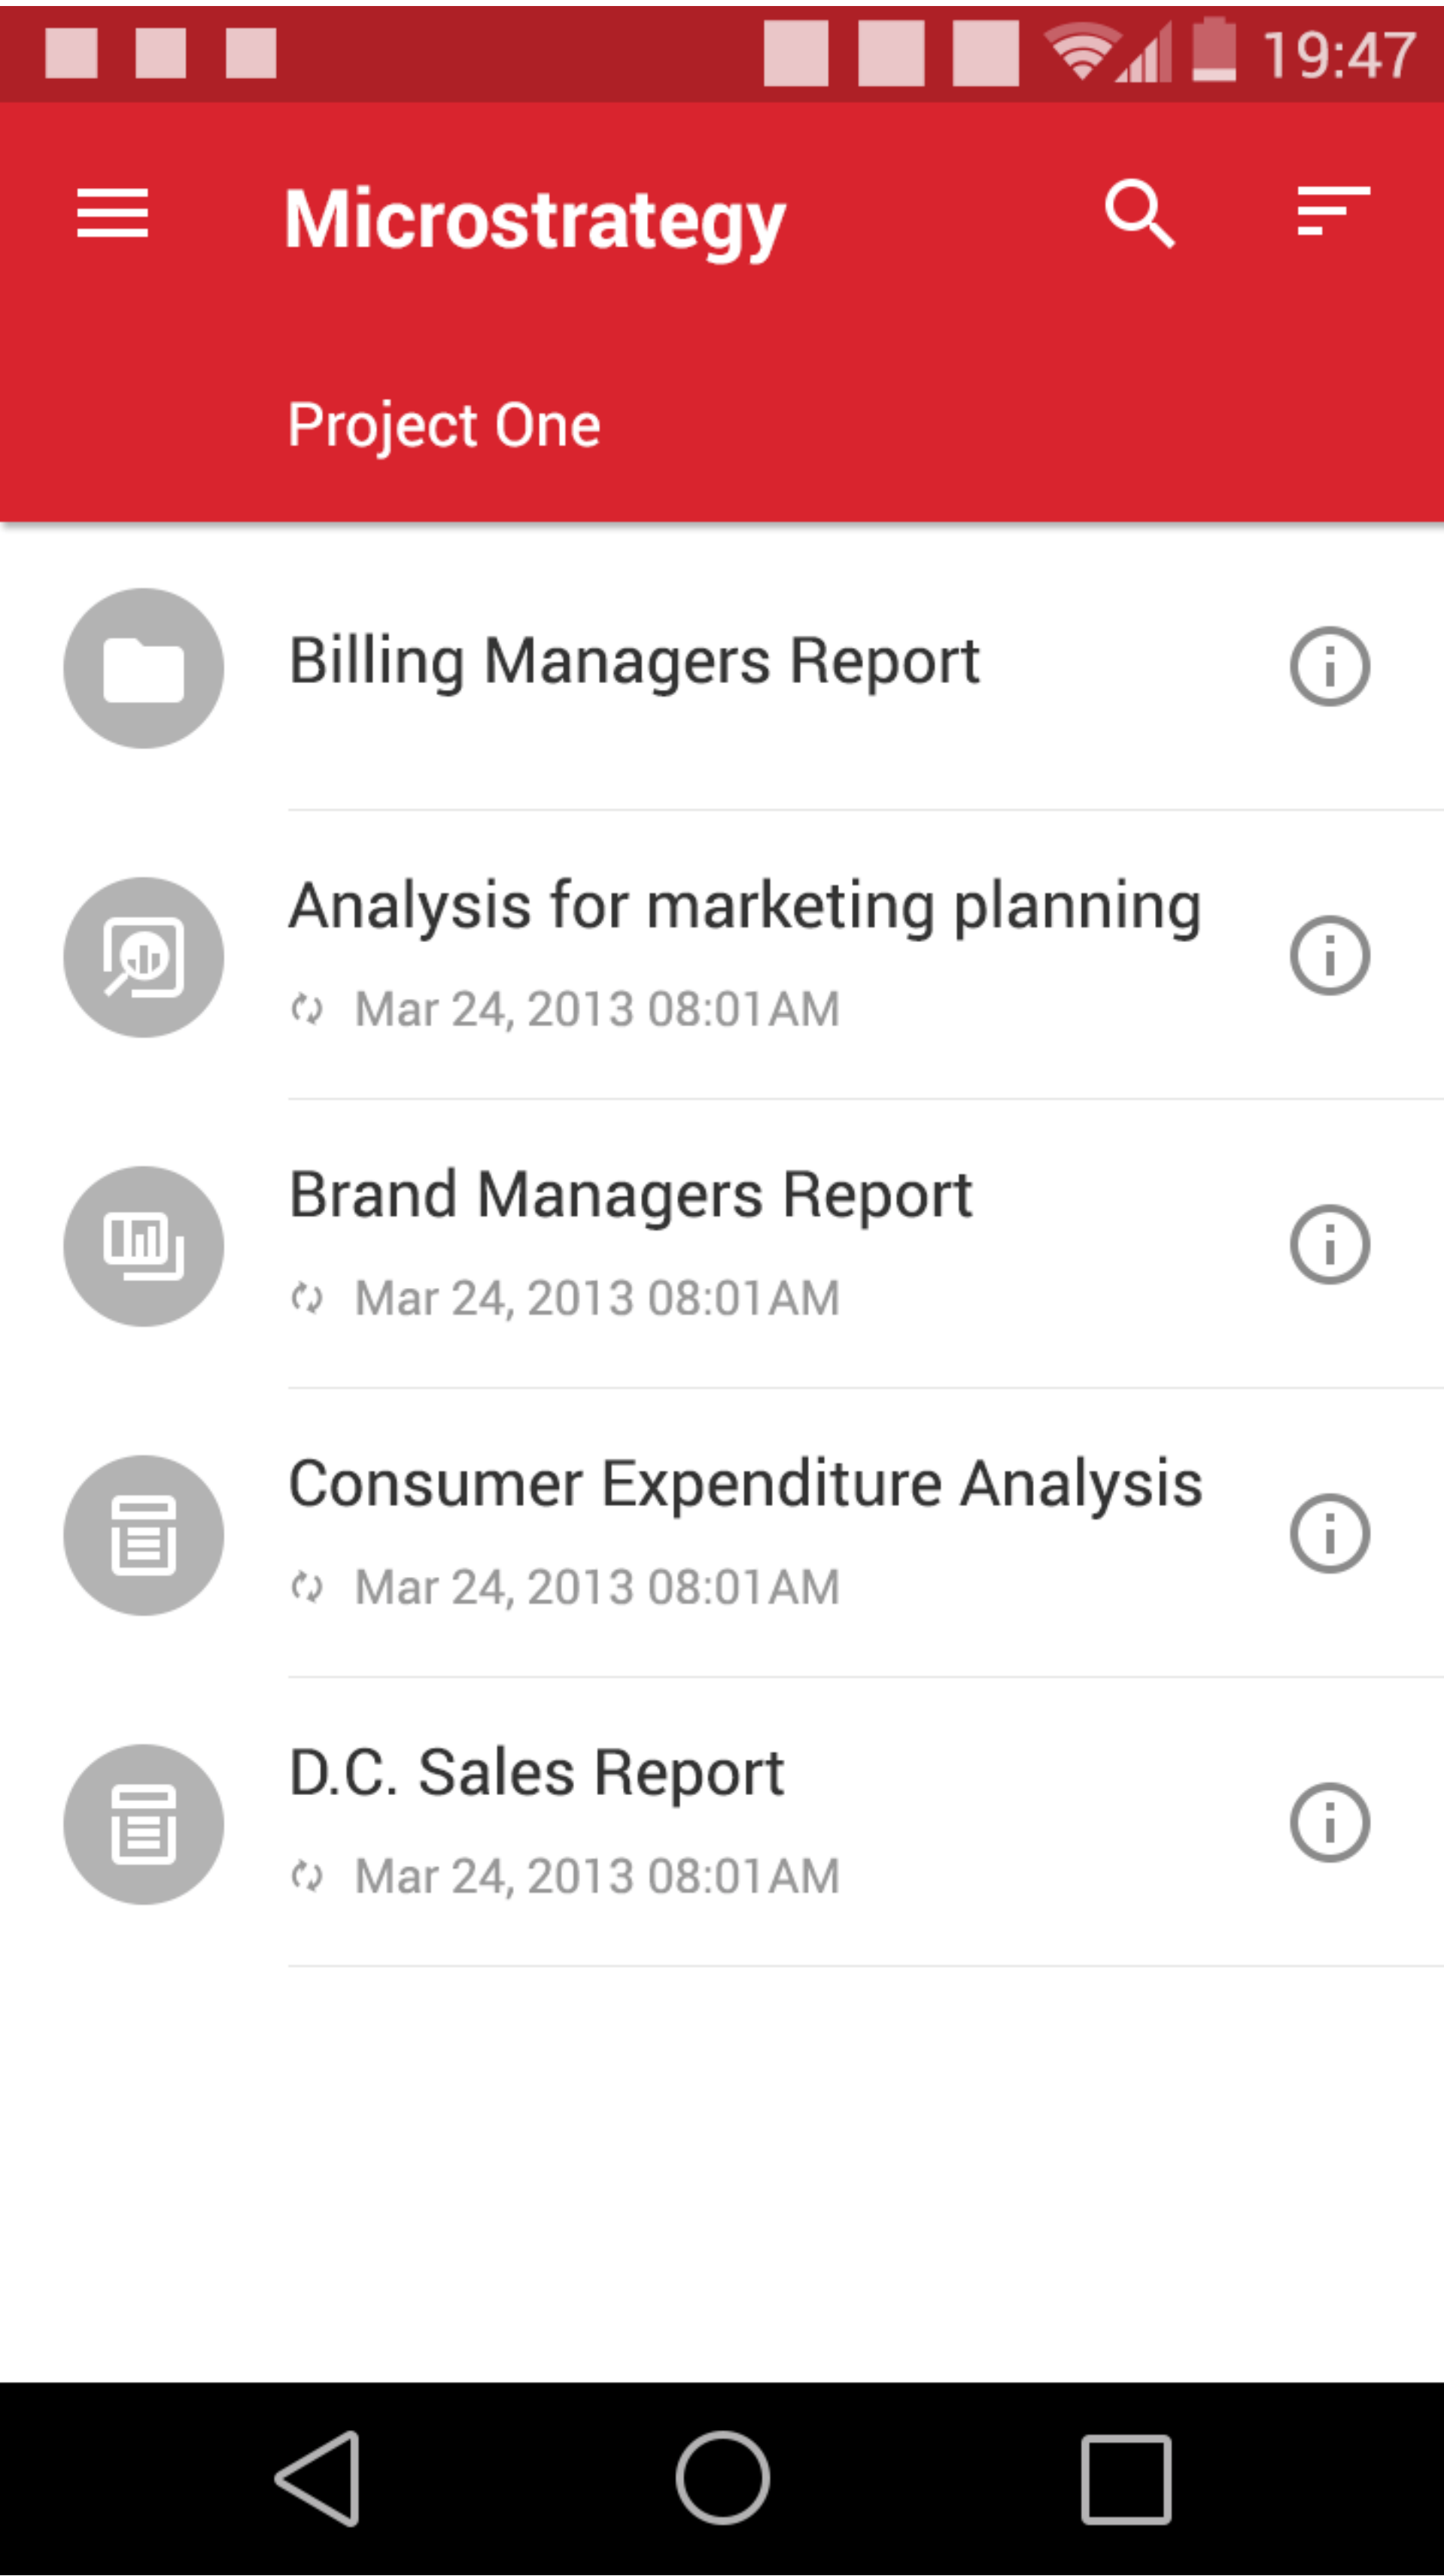 19:47
Microstrategy
Project One
Billing Managers Report
Analysis for marketing planning
Mar 24, 2013 08:01AM
Brand Managers Report
Mar 24, 2013 08:01AM
Consumer Expenditure Analysis
Mar 24, 2013 08:01AM
D.C. Sales Report
Mar 24, 2013 08:01AM